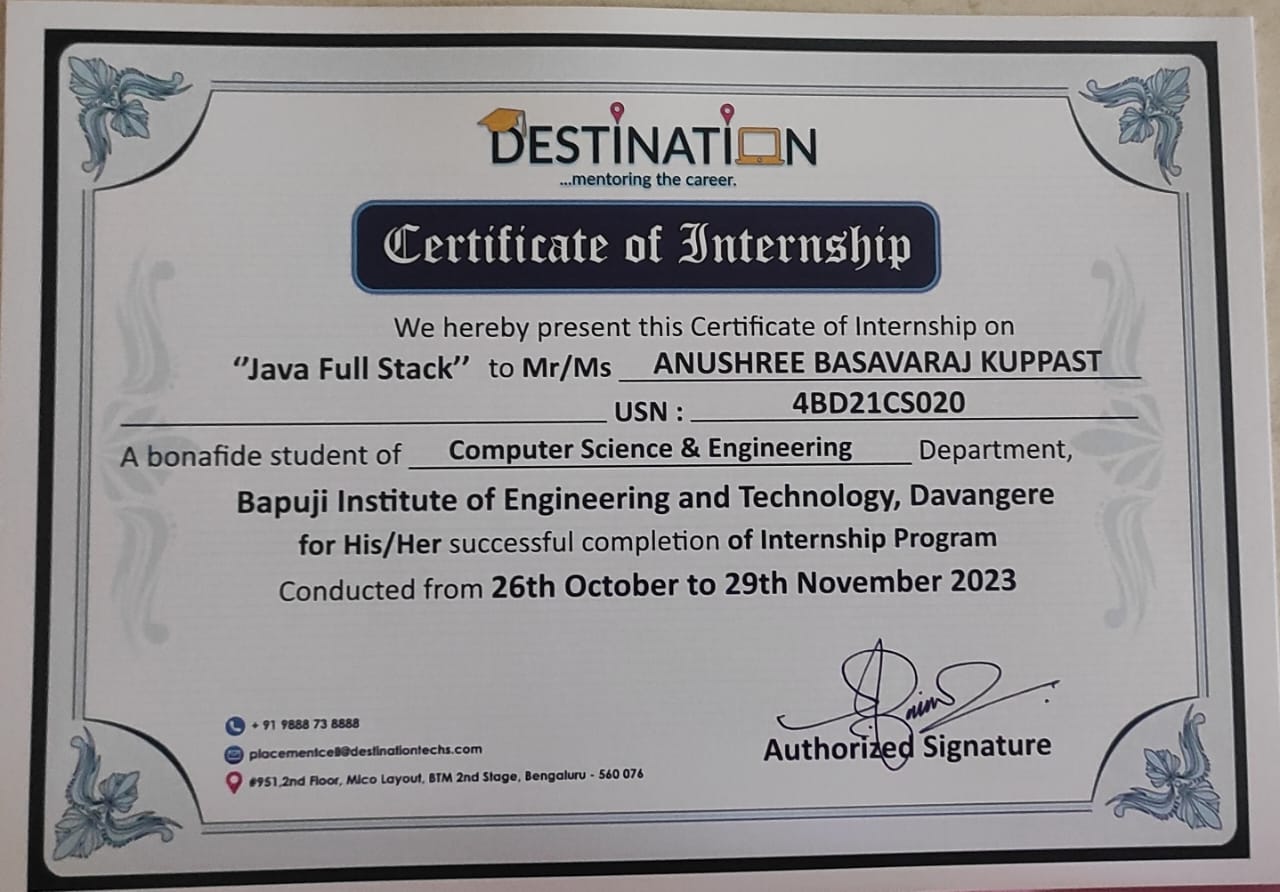 DESTINATION
...mentoring the career.
Certificate of Internship
We hereby present this Certificate of Internship on
‘’Java Full Stack’’ to Mr/Ms ANUSHREE BASAVARAJ KUPPAST
USN : 4BD21CS020
A bonafide student of Computer Science & Engineering Department,
Bapuji Institute of Engineering and Technology, Davangere
for His/Her successful completion of Internship Program
Conducted from 26th October to 29th November 2023
+ 91 9888 73 8888
placementcell@destinationtechs.com
#951,2nd Floor, Mico Layout, BTM 2nd Stage, Bengaluru - 560 076
Authorized Signature